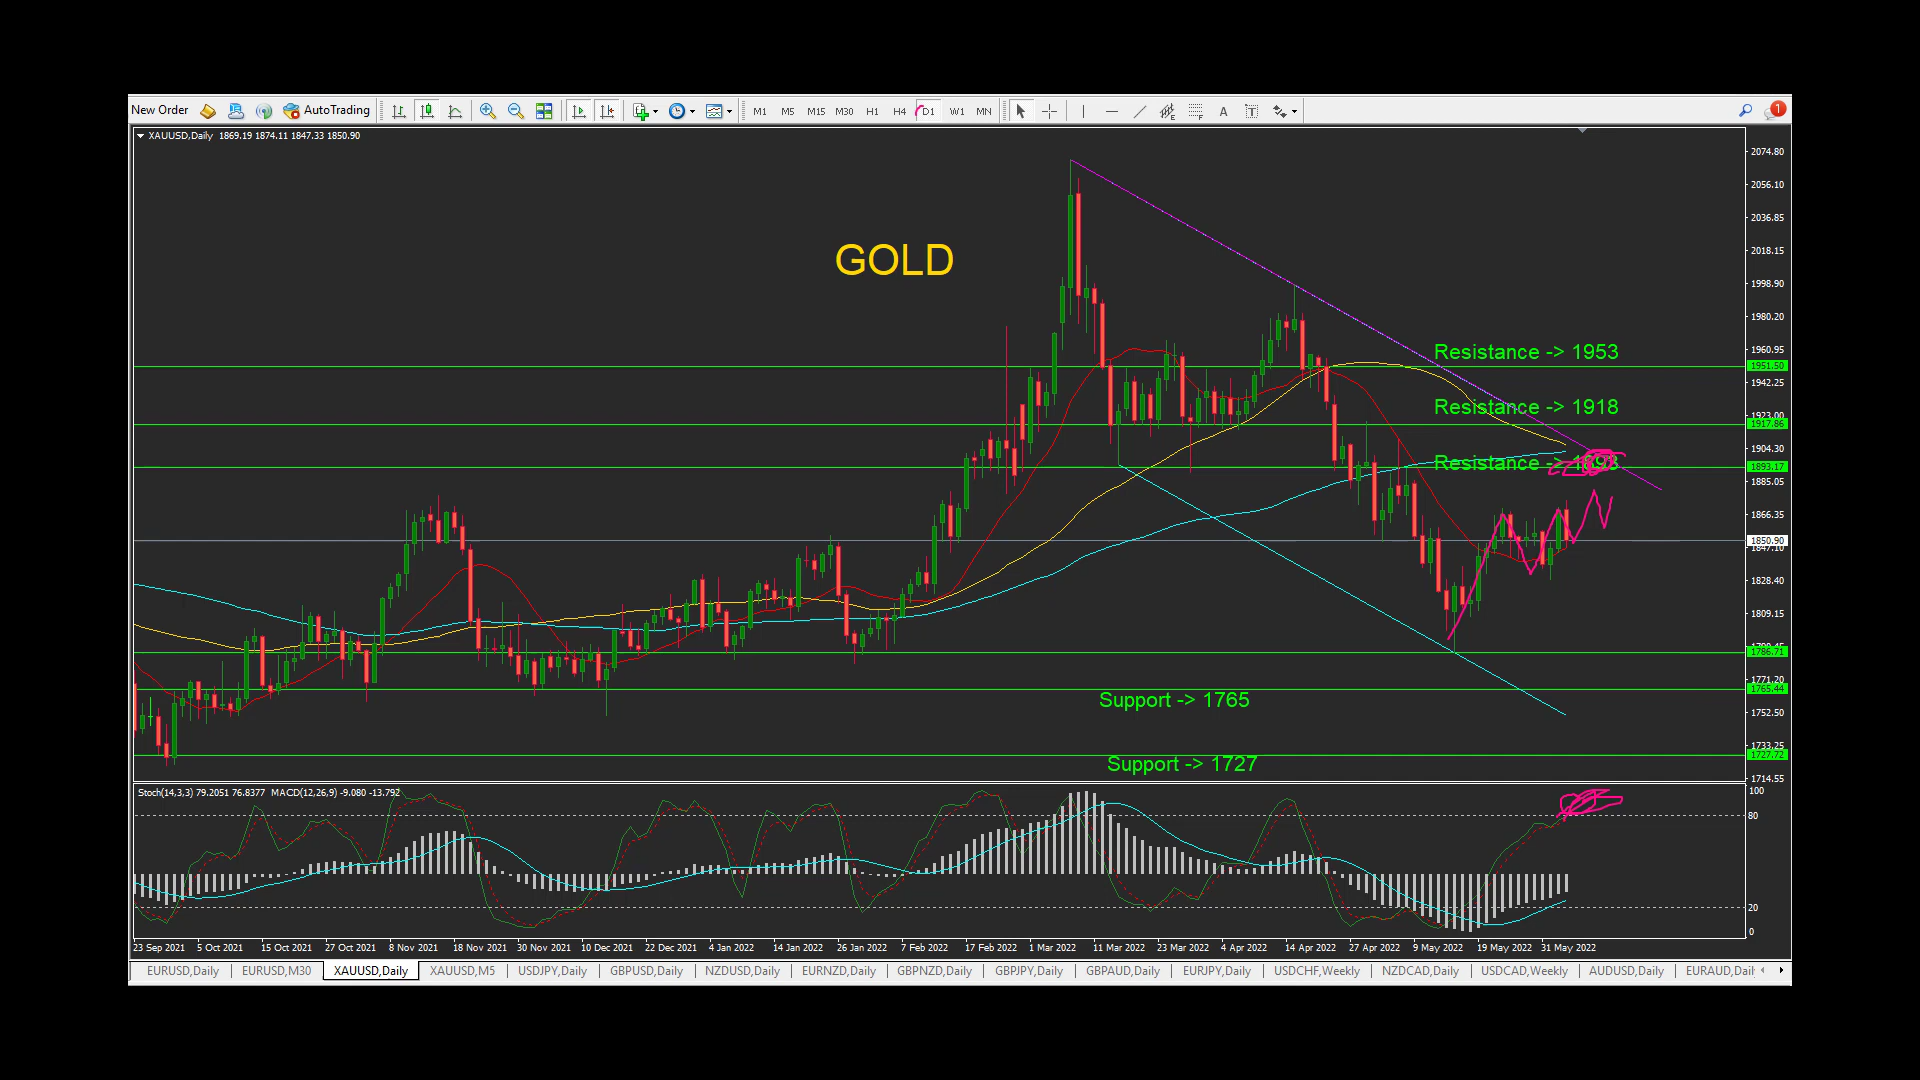 New Order AutoTrading M1 M5 M15 M30 H1 H4 D1 W1 MN 1
XAUUSD,Daily 1869.19 1874.11 1847.33 1850.90
2074.80
2056.10
2036.85
2018.15
GOLD
1998.90
1980.20
Resistance -> 1953
1960.95
1951.50
1942.25
Resistance -> 1918
1923.00
1917.86
1904.30
Resistance -> 1893
1893.17
1885.05
1866.35
1850.90
1847.10
1828.40
1809.15
1786.71
1771.20
1765.44
Support -> 1765
1752.50
1733.25
1727.72
Support -> 1727
1714.55
Stoch(14,3,3) 79.2051 76.8377 MACD(12,26,9) -9.080 -13.792
100
80
20
0
23 Sep 2021 5 Oct 2021 15 Oct 2021 27 Oct 2021 8 Nov 2021 18 Nov 2021 30 Nov 2021 10 Dec 2021 22 Dec 2021 4 Jan 2022 14 Jan 2022 26 Jan 2022 7 Feb 2022 17 Feb 2022 1 Mar 2022 11 Mar 2022 23 Mar 2022 4 Apr 2022 14 Apr 2022 27 Apr 2022 9 May 2022 19 May 2022 31 May 2022
EURUSD,Daily EURUSD,M30 XAUUSD,Daily XAUUSD,M5 USDJPY,Daily GBPUSD,Daily NZDUSD,Daily EURNZD,Daily GBPNZD,Daily GBPJPY,Daily GBPAUD,Daily EURJPY,Daily USDCHF,Weekly NZDCAD,Daily USDCAD,Weekly AUDUSD,Daily EURAUD,Dail